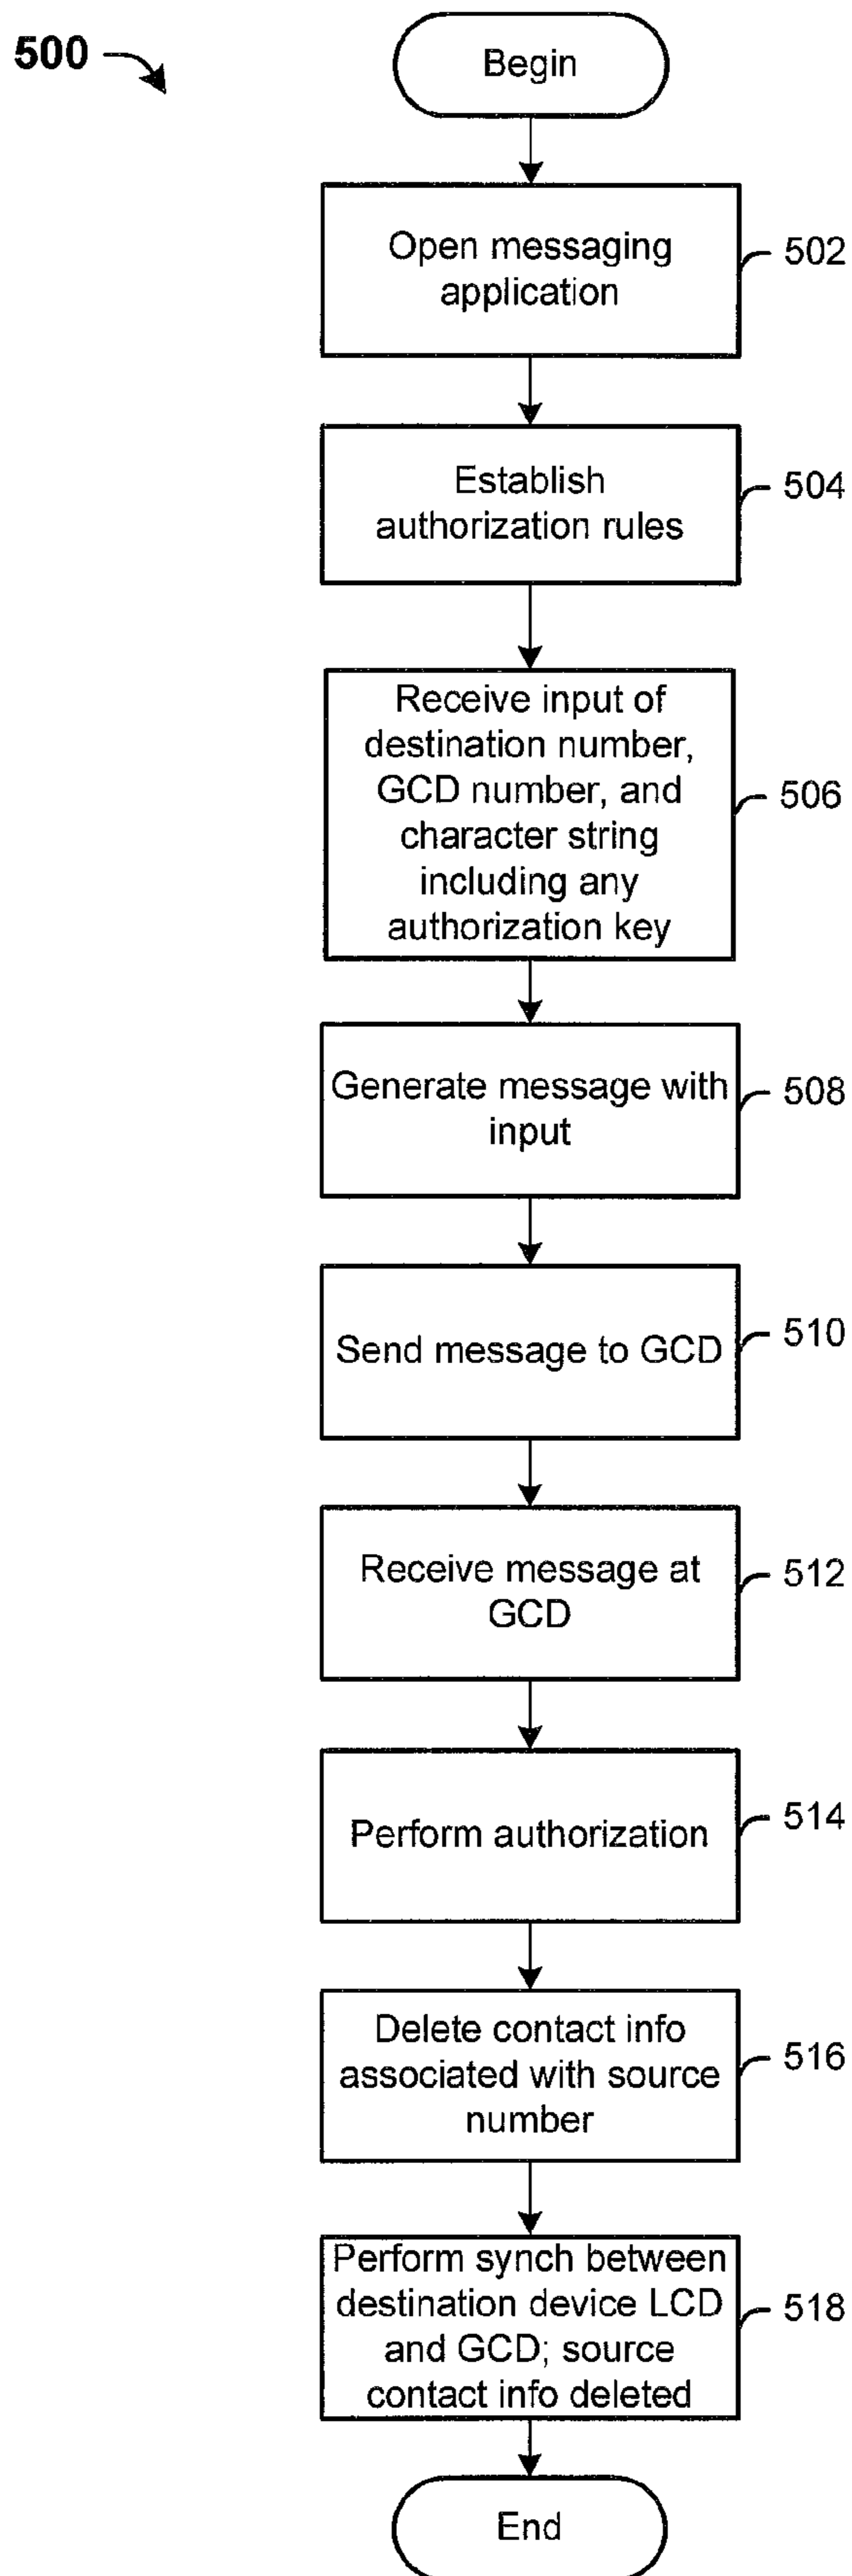 500
Begin
Open messaging
application
502
Establish
authorization rules
504
Receive input of
destination number,
GCD number, and
character string
including any
authorization key
506
Generate message with
input
508
Send message to GCD
510
Receive message at
GCD
512
Perform authorization
514
Delete contact info
associated with source
number
516
Perform synch between
destination device LCD
and GCD; source
contact info deleted
518
End